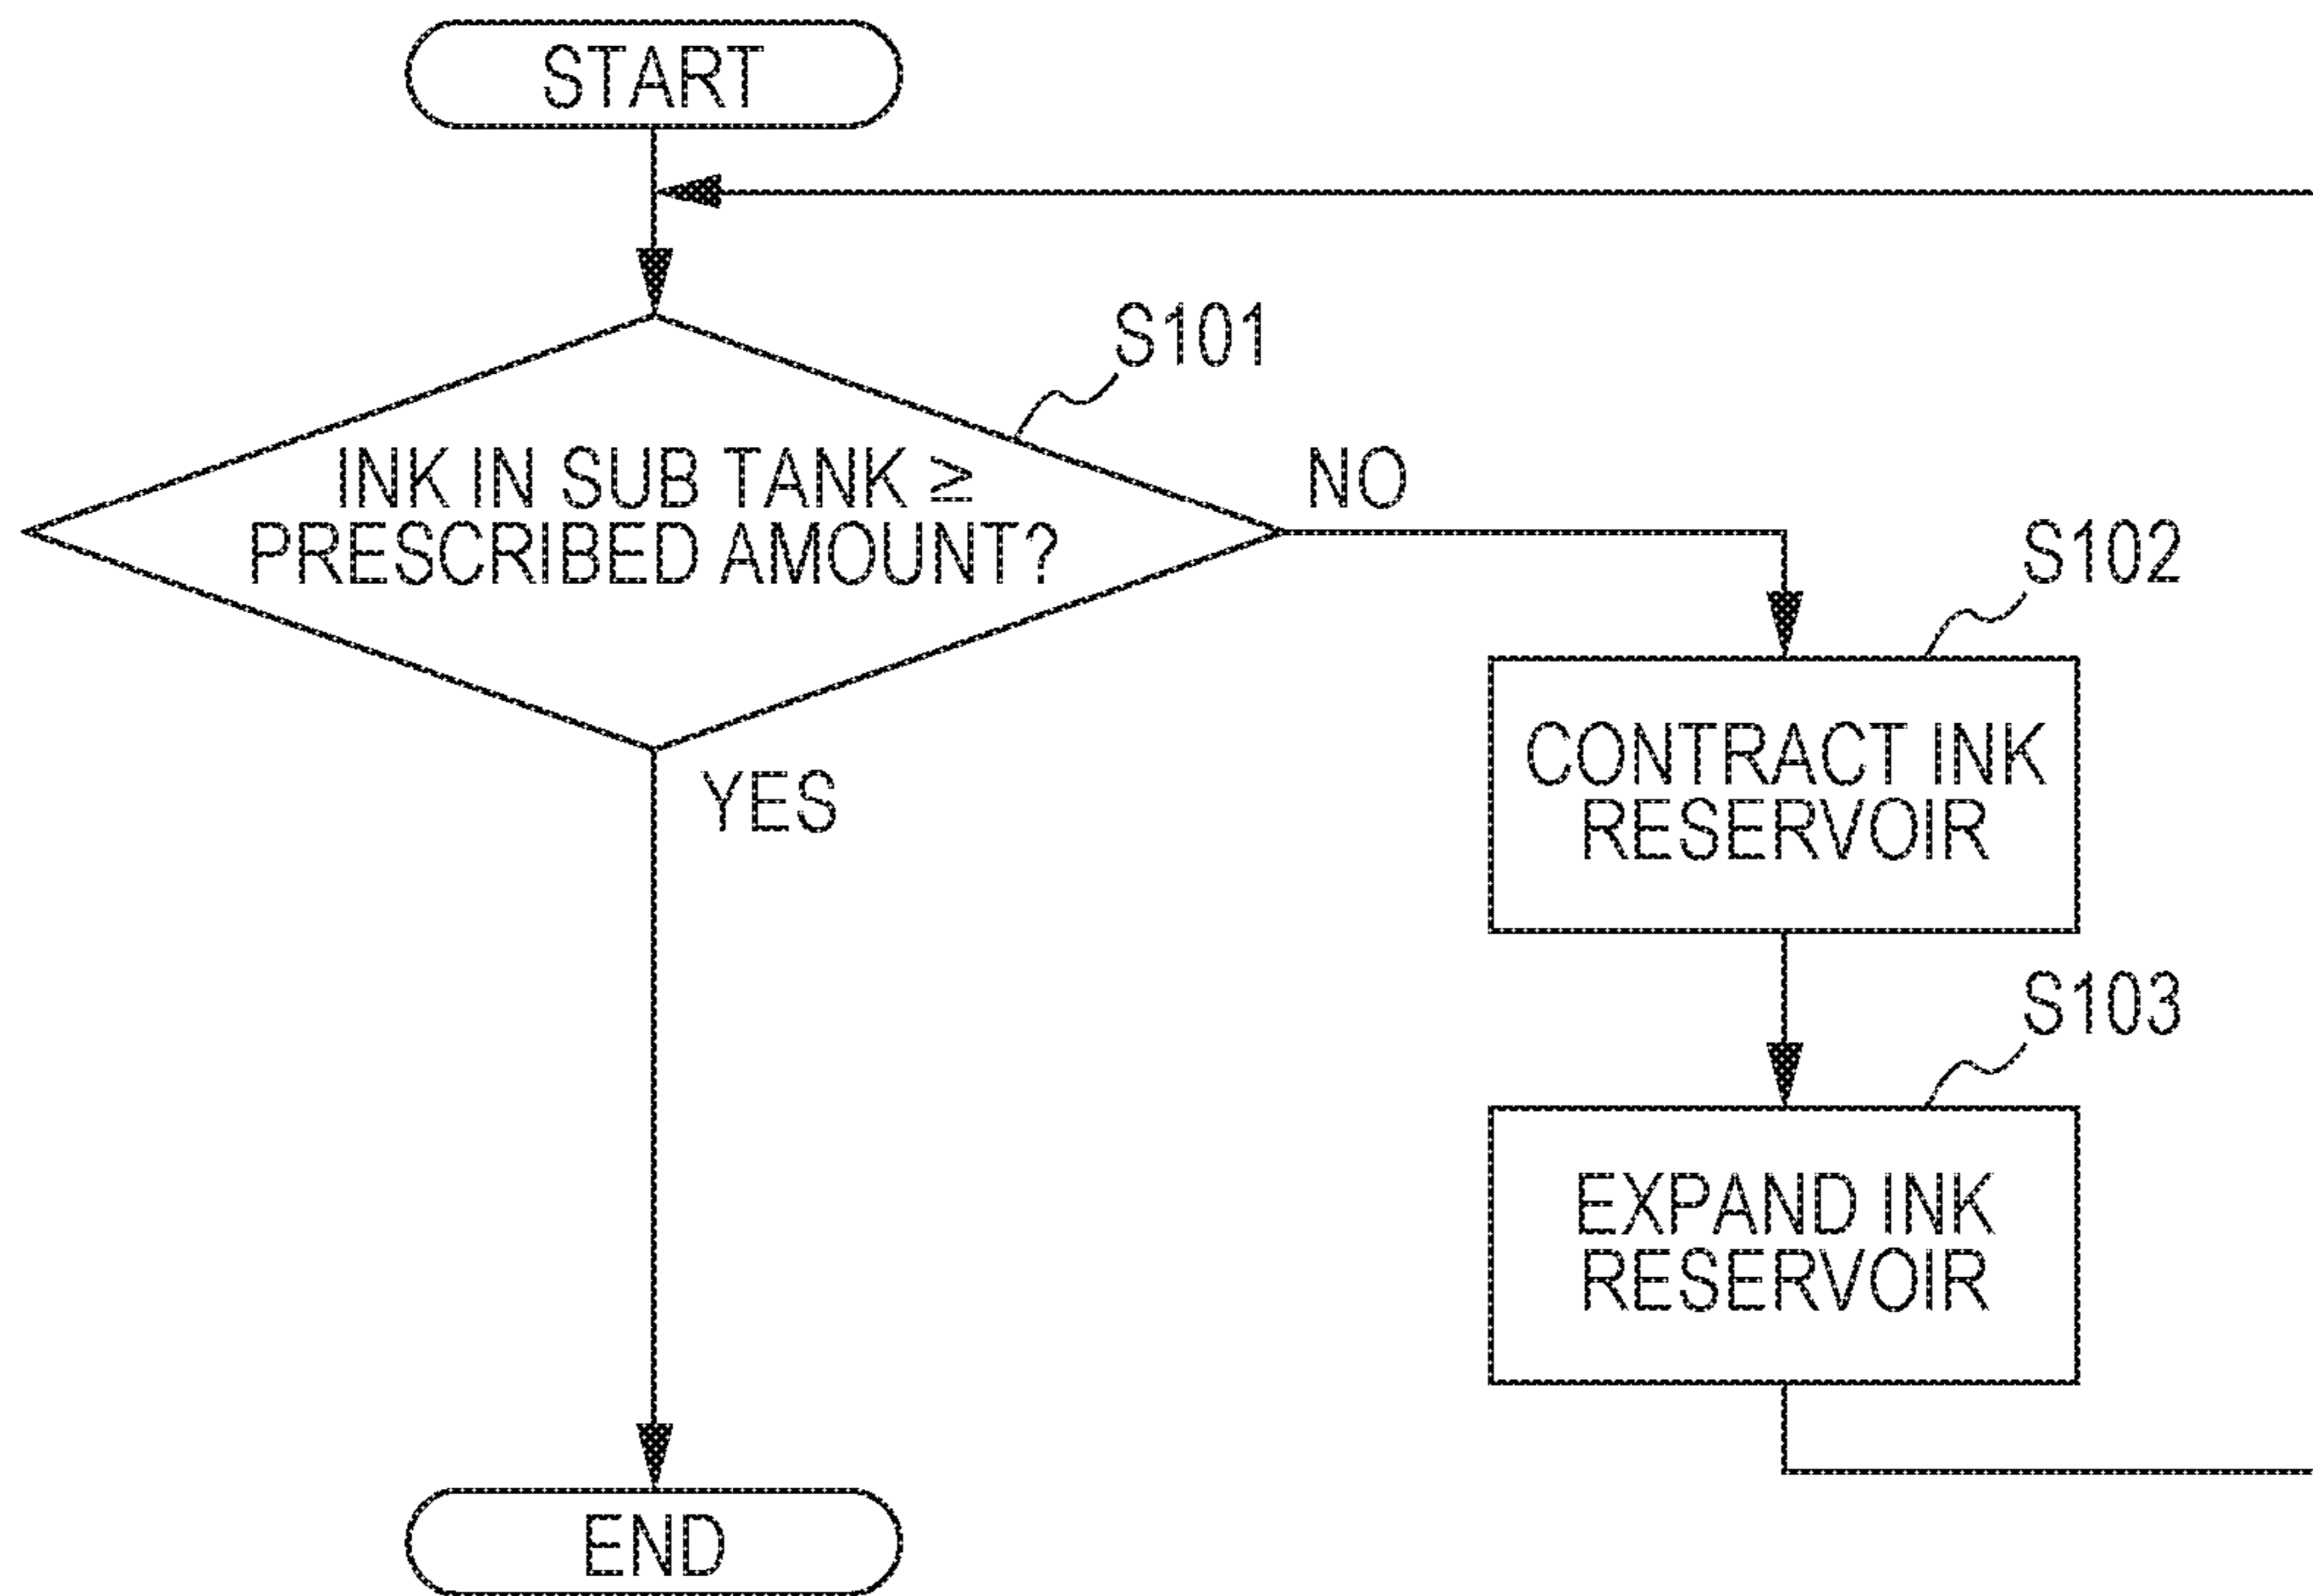 START
S101
INK IN SUB TANK ≧
PRESCRIBED AMOUNT?
NO
YES
S102
CONTRACT INK
RESERVOIR
S103
EXPAND INK
RESERVOIR
END